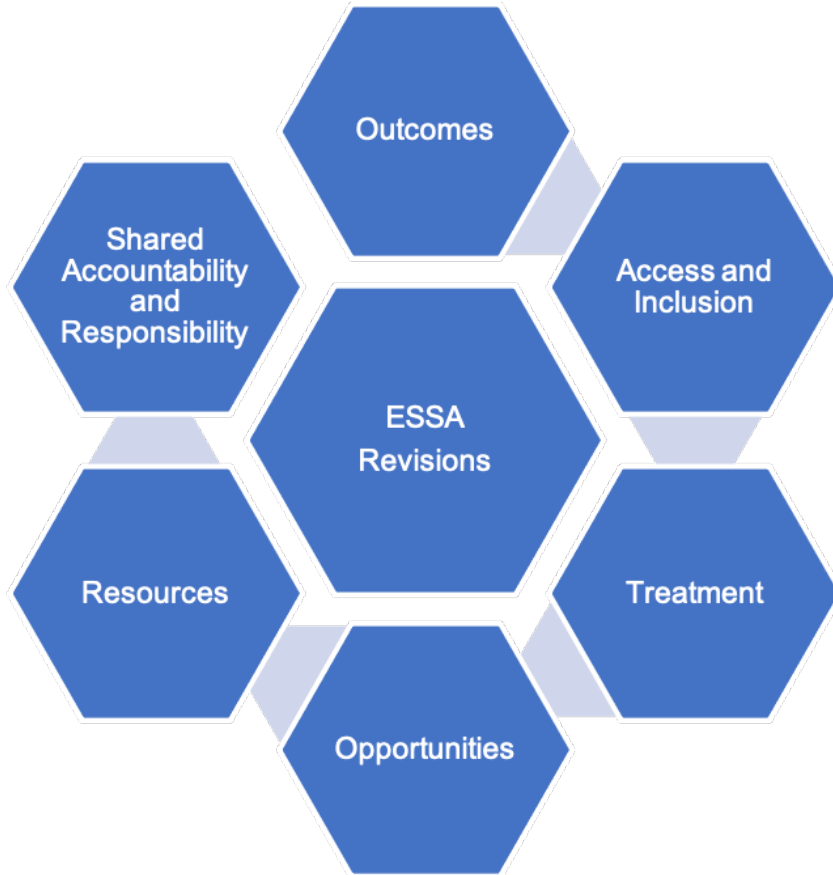 Outcomes
Shared
Accountability
and
Responsibility
Access and
Inclusion
ESSA
Revisions
Resources
Treatment
Opportunities